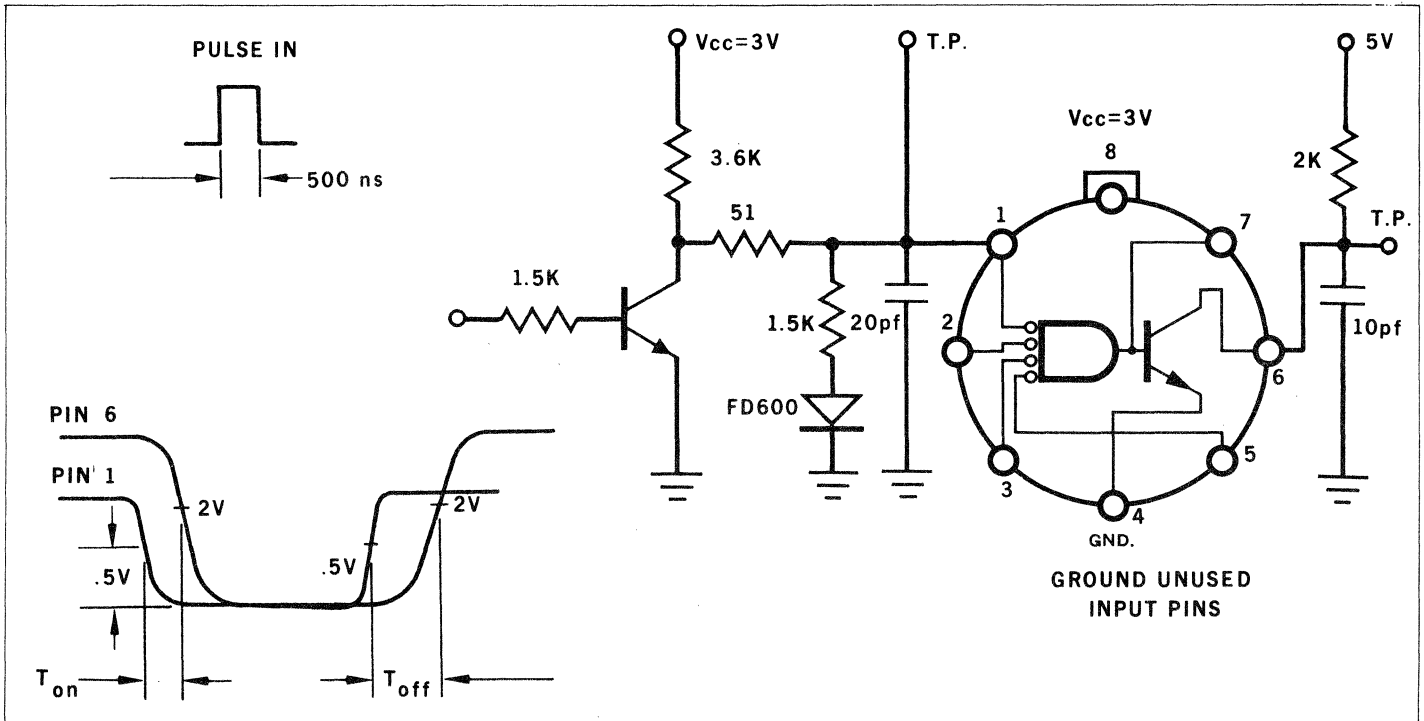 PULSE IN
500 ns
Vcc=3V
3.6K
51
1.5K
T.P.
1.5K
20pf
FD600
Vcc=3V
8
1
7
2
6
3
5
4
GND.
5V
2K
T.P.
10pf
GROUND UNUSED
INPUT PINS
PIN 6
PIN 1
2V
.5V
.5V
2V
Ton
Toff